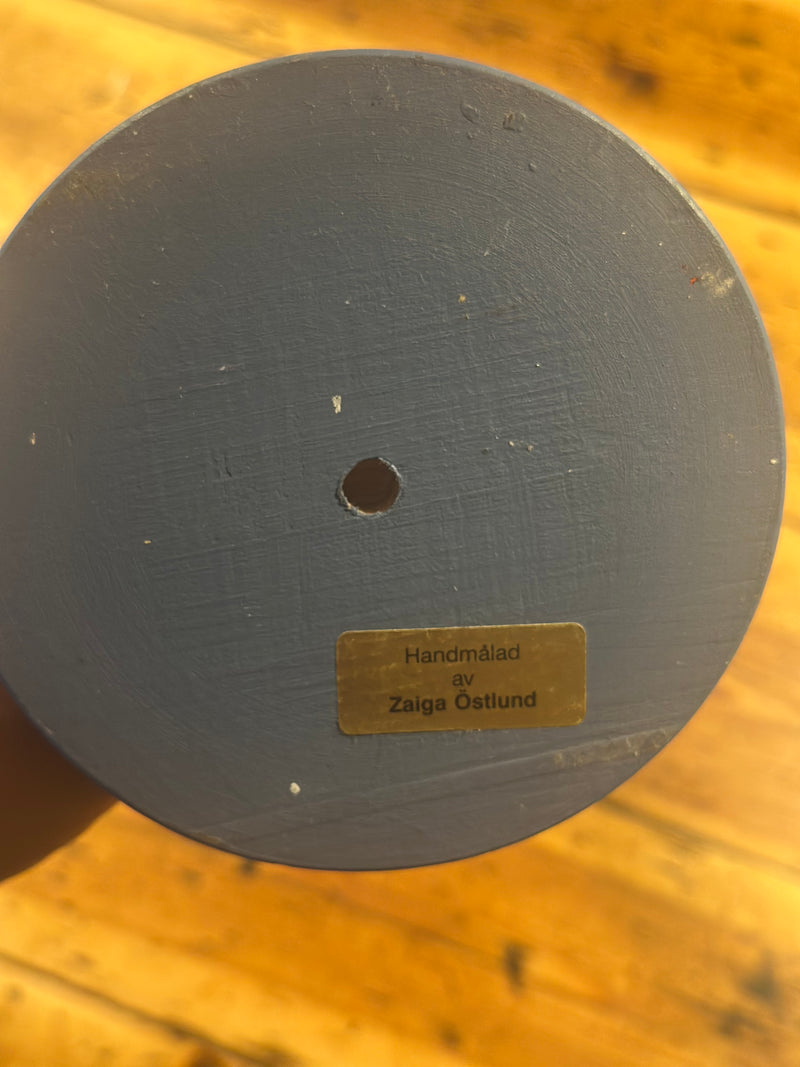 Handmålad
av
Zaiga Östlund